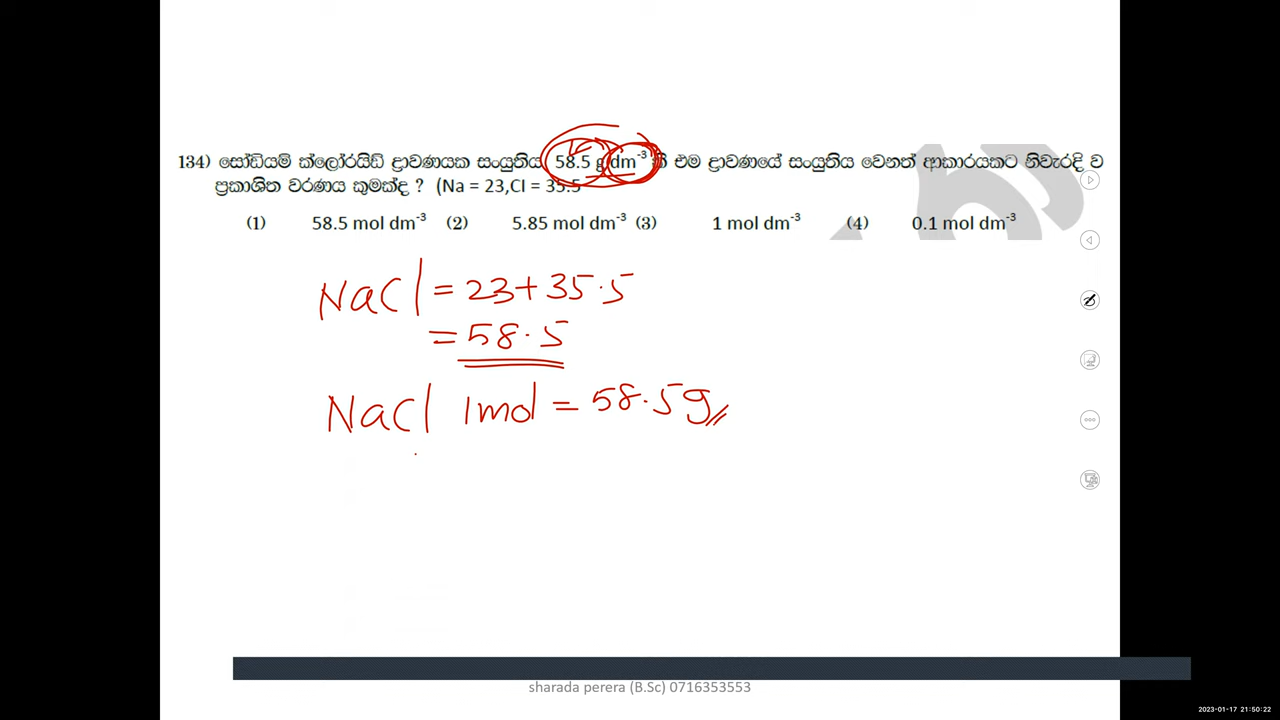 134) සෝඩියම් ක්ලෝරයිඩ් ද්‍රාවණයක සංයුතිය 58.5 g dm⁻³ එම ද්‍රාවණයේ සංයුතිය වෙනත් ආකාරයකට නිවැරදි ව
ප්‍රකාශිත වරණය කුමක්ද ? (Na = 23,Cl = 35.5
(1) 58.5 mol dm⁻³ (2) 5.85 mol dm⁻³ (3) 1 mol dm⁻³ (4) 0.1 mol dm⁻³
NaCl = 23+35.5
= 58.5
NaCl 1mol = 58.5g
sharada perera (B.Sc) 0716353553
2023-01-17 21:50:22